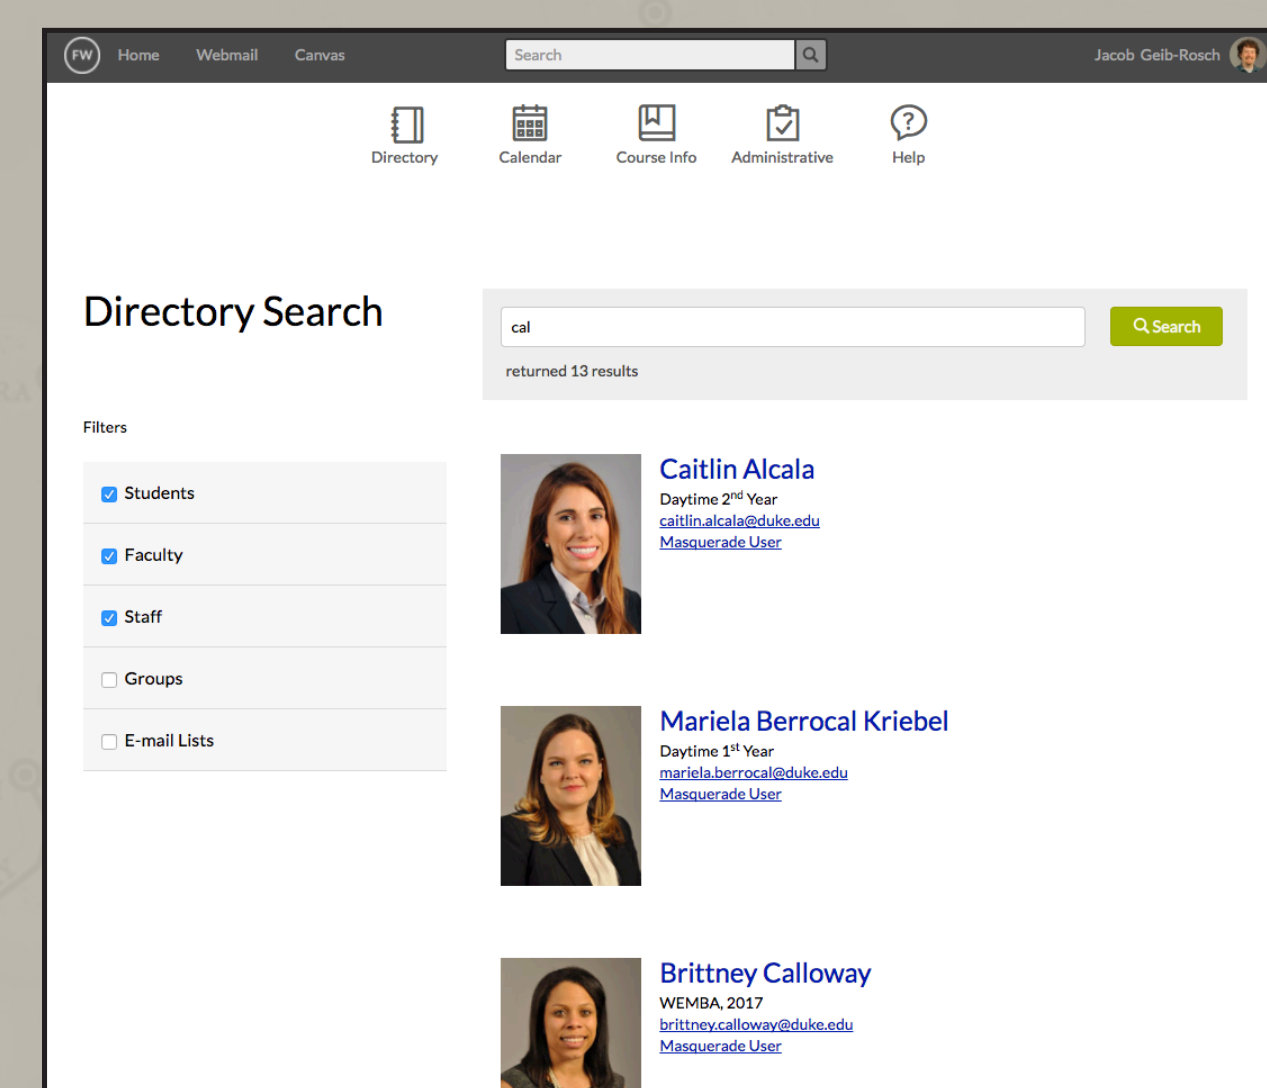 FW Home Webmail Canvas Search Jacob Geib-Rosch
Directory Calendar Course Info Administrative Help
Directory Search
cal Search
returned 13 results
Filters
Students
Faculty
Staff
Groups
E-mail Lists
Caitlin Alcala
Daytime 2nd Year
caitlin.alcala@duke.edu
Masquerade User
Mariela Berrocal Kriebel
Daytime 1st Year
mariela.berrocal@duke.edu
Masquerade User
Brittney Calloway
WEMBA, 2017
brittney.calloway@duke.edu
Masquerade User